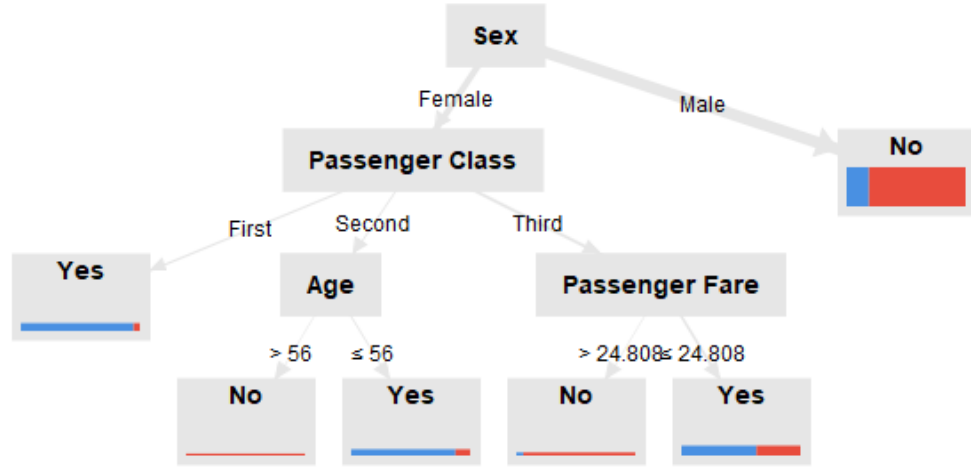 Sex
Female
Male
No
Passenger Class
First
Second
Third
Yes
Age
Passenger Fare
> 56
≤ 56
> 24.808
≤ 24.808
No
Yes
No
Yes